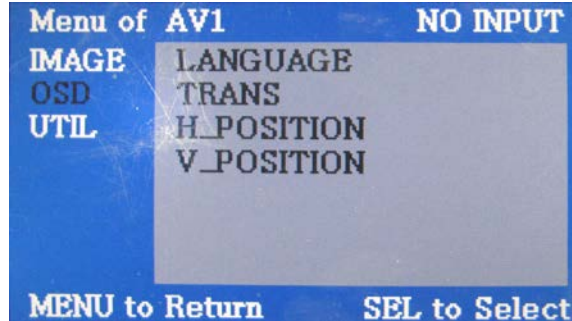 Menu of AV1 NO INPUT
IMAGE LANGUAGE
OSD TRANS
UTIL H_POSITION
V_POSITION
MENU to Return SEL to Select